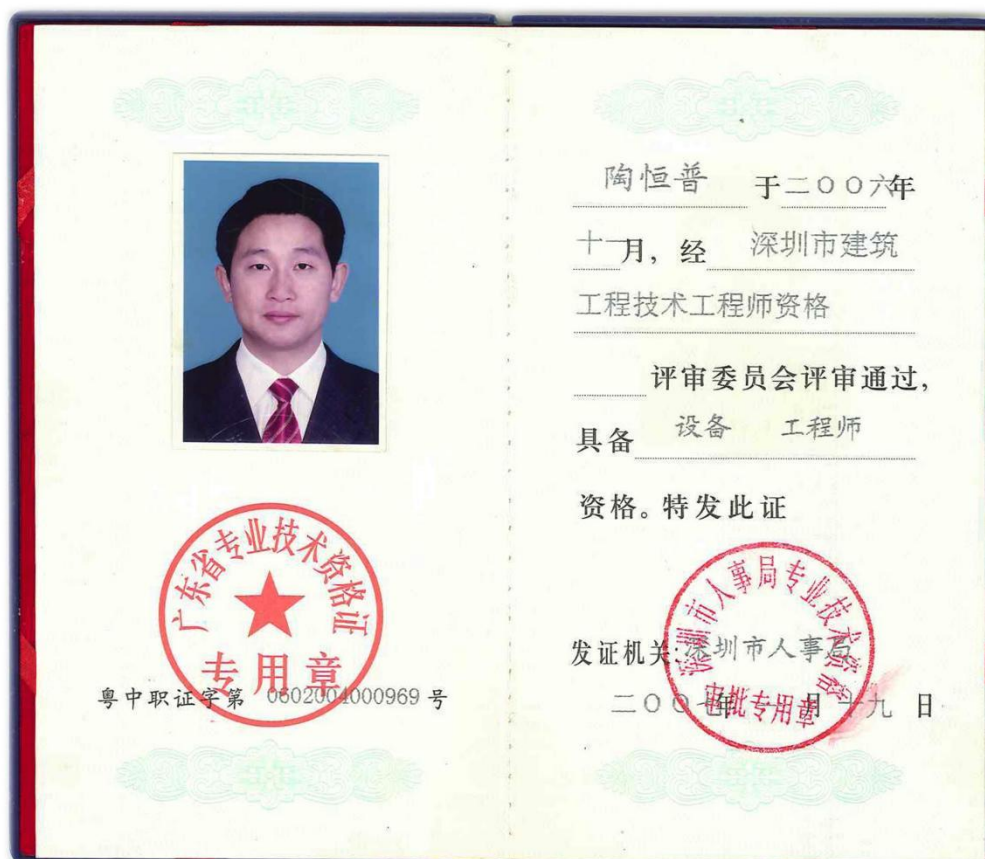 广东省专业技术资格证
专用章
粤中职证字第 0602004000969 号
陶恒普 于二〇〇六年
十一月，经 深圳市建筑
工程技术工程师资格
评审委员会评审通过，
具备 设备 工程师
资格。特发此证
深圳市人事局专业技术资格
审批专用章
发证机关：深圳市人事局
二〇〇七年 月十九日